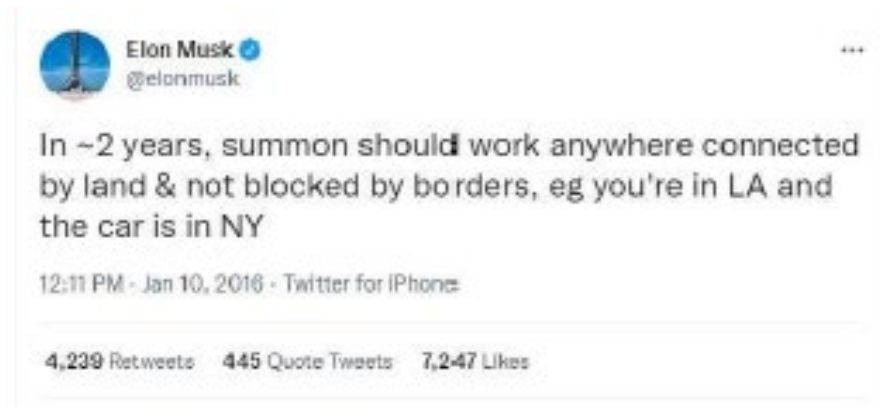 Elon Musk
@elonmusk
In ~2 years, summon should work anywhere connected
by land & not blocked by borders, eg you're in LA and
the car is in NY
12:11 PM · Jan 10, 2016 · Twitter for iPhone
4,239 Retweets 445 Quote Tweets 7,247 Likes